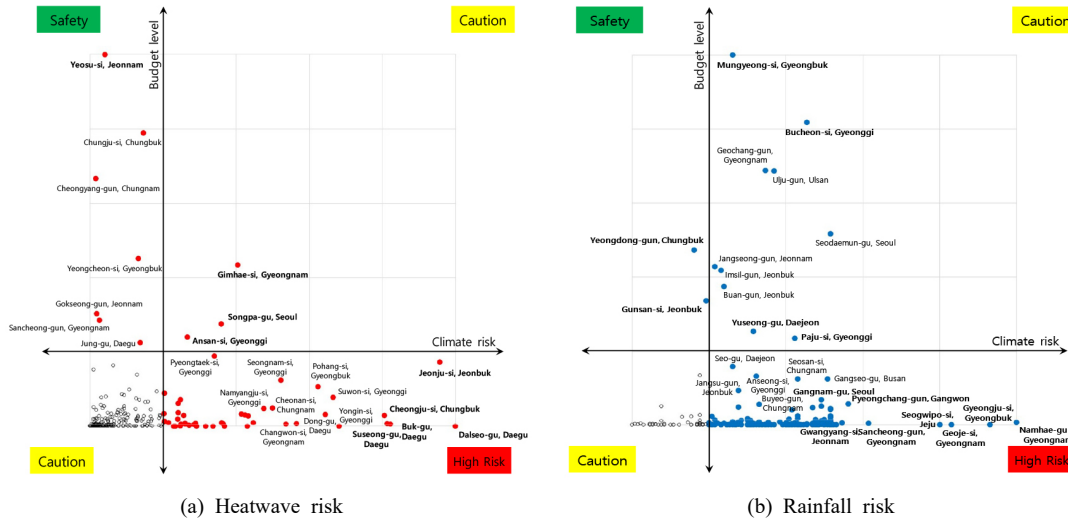 Safety
Caution
Budget level
Yeosu-si, Jeonnam
Chungju-si, Chungbuk
Cheongyang-gun, Chungnam
Yeongcheon-si, Gyeongbuk
Gimhae-si, Gyeongnam
Gokseong-gun, Jeonnam
Sancheong-gun, Gyeongnam
Songpa-gu, Seoul
Jung-gu, Daegu
Ansan-si, Gyeonggi
Climate risk
Pyeongtaek-si,
Gyeonggi
Seongnam-si,
Gyeonggi
Pohang-si,
Gyeongbuk
Jeonju-si, Jeonbuk
Namyangju-si,
Gyeonggi
Cheonan-si,
Chungnam
Suwon-si, Gyeonggi
Yongin-si,
Gyeonggi
Cheongju-si, Chungbuk
Changwon-si,
Gyeongnam
Dong-gu,
Daegu
Suseong-gu,
Daegu
Buk-gu,
Daegu
Dalseo-gu, Daegu
Caution
High Risk
(a) Heatwave risk
Safety
Caution
Budget level
Mungyeong-si, Gyeongbuk
Bucheon-si, Gyeonggi
Geochang-gun,
Gyeongnam
Ulju-gun, Ulsan
Seodaemun-gu, Seoul
Yeongdong-gun, Chungbuk
Jangseong-gun, Jeonnam
Imsil-gun, Jeonbuk
Buan-gun, Jeonbuk
Gunsan-si, Jeonbuk
Yuseong-gu, Daejeon
Paju-si, Gyeonggi
Climate risk
Seo-gu, Daejeon
Seosan-si,
Chungnam
Jangsu-gun,
Jeonbuk
Anseong-si,
Gyeonggi
Gangseo-gu, Busan
Gangnam-gu, Seoul
Buyeo-gun,
Chungnam
Pyeongchang-gun, Gangwon
Gwangyang-si,
Jeonnam
Sancheong-gun,
Gyeongnam
Seogwipo-si,
Jeju
Geoje-si,
Gyeongnam
Gyeongju-si,
Gyeongbuk
Namhae-gun,
Gyeongnam
Caution
High Risk
(b) Rainfall risk